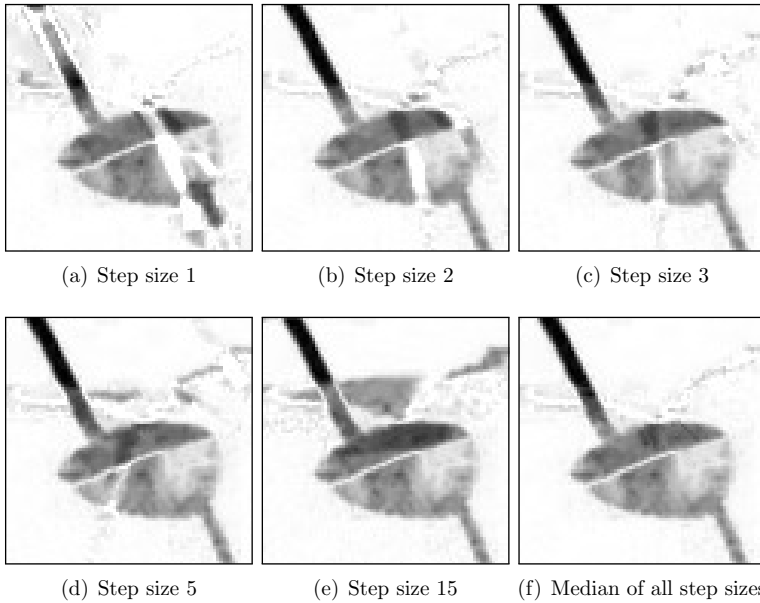 (a) Step size 1
(b) Step size 2
(c) Step size 3
(d) Step size 5
(e) Step size 15
(f) Median of all step sizes